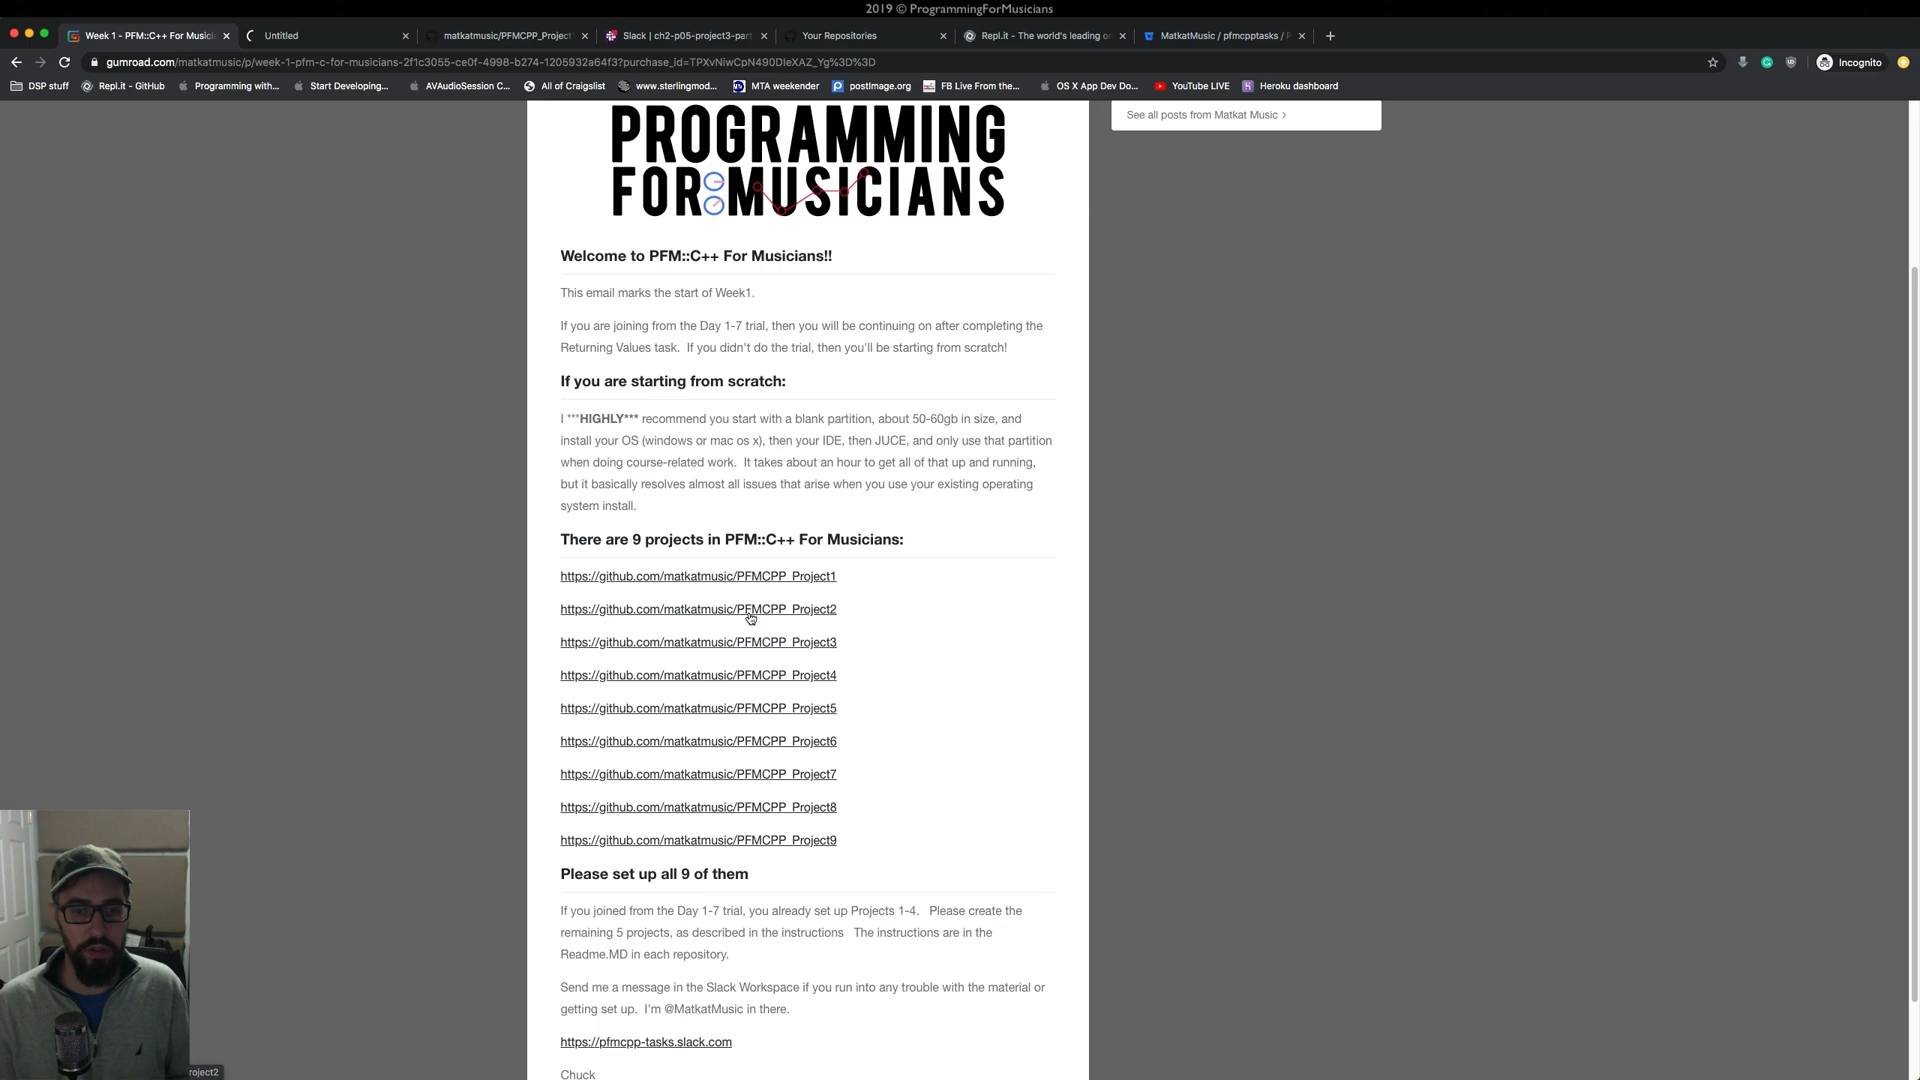 2019 © ProgrammingForMusicians
Week 1 - PFM::C++ For Musici
Untitled
matkatmusic/PFMCPP_Project
Slack | ch2-p05-project3-part
Your Repositories
Repl.it - The world's leading on
MatkatMusic / pfmcpptasks /
gumroad.com/matkatmusic/p/week-1-pfm-c-for-musicians-2f1c3055-ce0f-4998-b274-1205932a64f3?purchase_id=TPXvNiwCpN490DIeXAZ_Yg%3D%3D
Incognito
DSP stuff
Repl.it - GitHub
Programming with...
Start Developing...
AVAudioSession C...
All of Craigslist
www.sterlingmod...
MTA weekender
postImage.org
FB Live From the...
OS X App Dev Do...
YouTube LIVE
Heroku dashboard
See all posts from Matkat Music ›
PROGRAMMING
FOR MUSICIANS
Welcome to PFM::C++ For Musicians!!
This email marks the start of Week1.
If you are joining from the Day 1-7 trial, then you will be continuing on after completing the
Returning Values task.  If you didn't do the trial, then you'll be starting from scratch!
If you are starting from scratch:
I ***HIGHLY*** recommend you start with a blank partition, about 50-60gb in size, and
install your OS (windows or mac os x), then your IDE, then JUCE, and only use that partition
when doing course-related work.  It takes about an hour to get all of that up and running,
but it basically resolves almost all issues that arise when you use your existing operating
system install.
There are 9 projects in PFM::C++ For Musicians:
https://github.com/matkatmusic/PFMCPP_Project1
https://github.com/matkatmusic/PFMCPP_Project2
https://github.com/matkatmusic/PFMCPP_Project3
https://github.com/matkatmusic/PFMCPP_Project4
https://github.com/matkatmusic/PFMCPP_Project5
https://github.com/matkatmusic/PFMCPP_Project6
https://github.com/matkatmusic/PFMCPP_Project7
https://github.com/matkatmusic/PFMCPP_Project8
https://github.com/matkatmusic/PFMCPP_Project9
Please set up all 9 of them
If you joined from the Day 1-7 trial, you already set up Projects 1-4.   Please create the
remaining 5 projects, as described in the instructions   The instructions are in the
Readme.MD in each repository.
Send me a message in the Slack Workspace if you run into any trouble with the material or
getting set up.  I'm @MatkatMusic in there.
https://pfmcpp-tasks.slack.com
roject2
Chuck